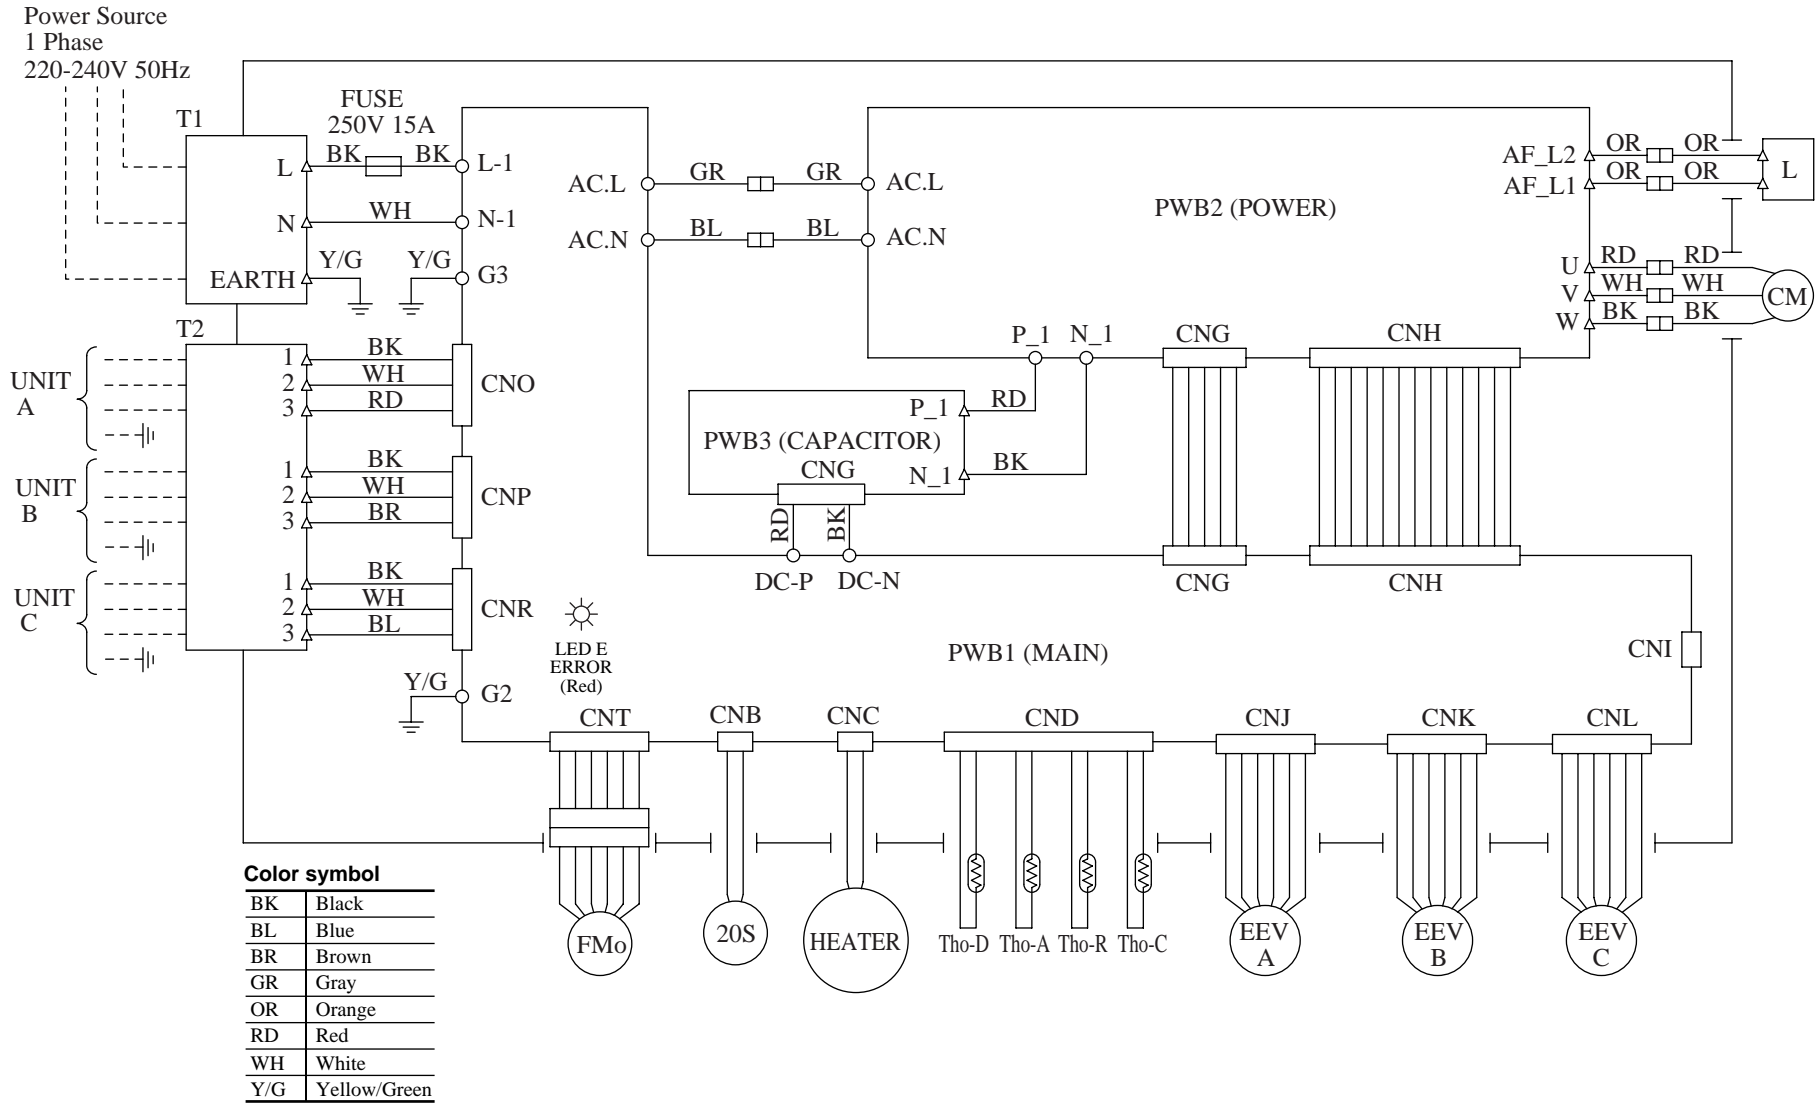 Power Source
1 Phase
220-240V 50Hz
T1
FUSE
250V 15A
L BK BK L-1
N WH N-1
EARTH Y/G Y/G G3
AC.L GR GR AC.L
AC.N BL BL AC.N
PWB2 (POWER)
AF_L2 OR OR
AF_L1 OR OR
L
U RD RD
V WH WH
W BK BK
CM
T2
UNIT
A
1 BK
2 WH
3 RD
CNO
UNIT
B
1 BK
2 WH
3 BR
CNP
UNIT
C
1 BK
2 WH
3 BL
CNR
Y/G G2
P_1 N_1 CNG CNH
P_1 RD
PWB3 (CAPACITOR)
CNG
N_1 BK
RD BK
DC-P DC-N CNG CNH
LED E
ERROR
(Red)
PWB1 (MAIN)
CNI
CNT CNB CNC CND CNJ CNK CNL
FMo
20S
HEATER
Tho-D Tho-A Tho-R Tho-C
EEV
A
EEV
B
EEV
C
Color symbol
BK Black
BL Blue
BR Brown
GR Gray
OR Orange
RD Red
WH White
Y/G Yellow/Green